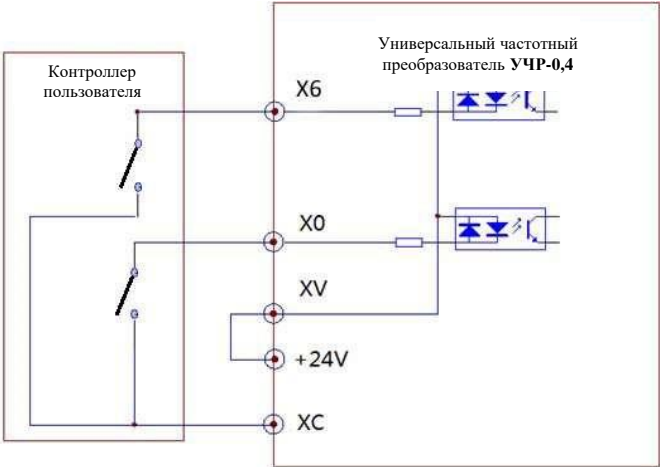 Контроллер
пользователя
Универсальный частотный
преобразователь УЧР-0,4
X6
X0
XV
+24V
XC